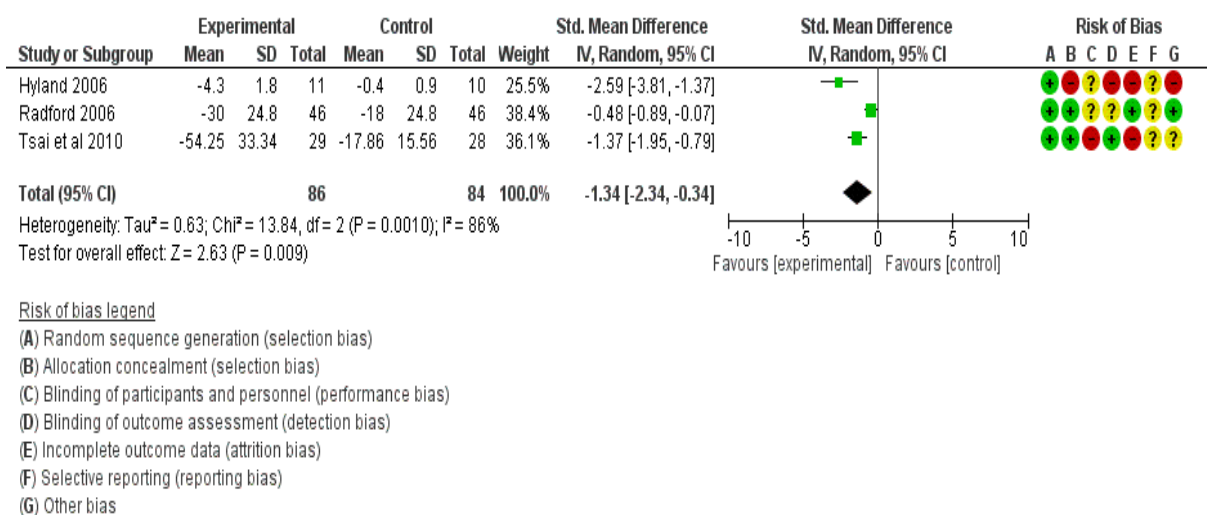 Experimental Control Std. Mean Difference Std. Mean Difference Risk of Bias
Study or Subgroup Mean SD Total Mean SD Total Weight IV, Random, 95% CI IV, Random, 95% CI A B C D E F G
Hyland 2006 -4.3 1.8 11 -0.4 0.9 10 25.5% -2.59 [-3.81, -1.37] + - ? - - ? -
Radford 2006 -30 24.8 46 -18 24.8 46 38.4% -0.48 [-0.89, -0.07] + + ? ? + ? +
Tsai et al 2010 -54.25 33.34 29 -17.86 15.56 28 36.1% -1.37 [-1.95, -0.79] + + - + - ? ?
Total (95% CI) 86 84 100.0% -1.34 [-2.34, -0.34]
Heterogeneity: Tau² = 0.63; Chi² = 13.84, df = 2 (P = 0.0010); I² = 86%
Test for overall effect: Z = 2.63 (P = 0.009)
-10 -5 0 5 10
Favours [experimental] Favours [control]
Risk of bias legend
(A) Random sequence generation (selection bias)
(B) Allocation concealment (selection bias)
(C) Blinding of participants and personnel (performance bias)
(D) Blinding of outcome assessment (detection bias)
(E) Incomplete outcome data (attrition bias)
(F) Selective reporting (reporting bias)
(G) Other bias